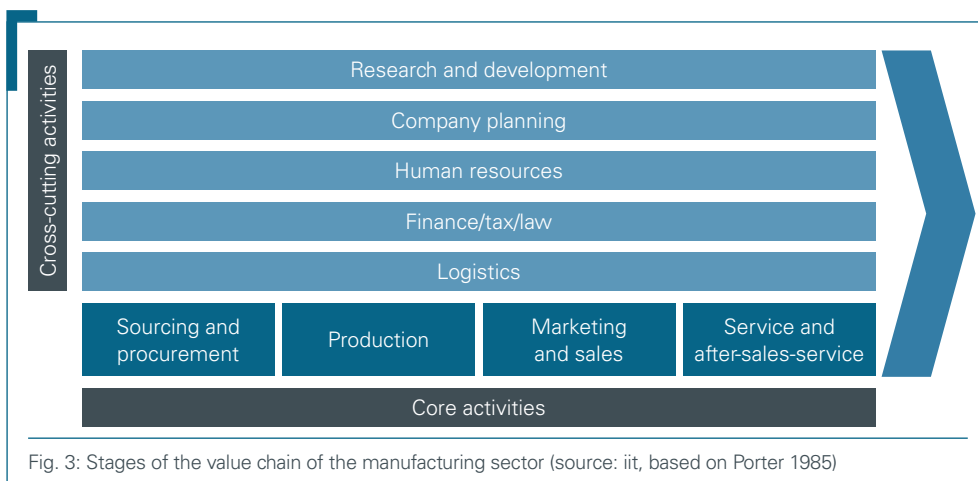 Cross-cutting activities
Research and development
Company planning
Human resources
Finance/tax/law
Logistics
Sourcing and
procurement
Production
Marketing
and sales
Service and
after-sales-service
Core activities
Fig. 3: Stages of the value chain of the manufacturing sector (source: iit, based on Porter 1985)